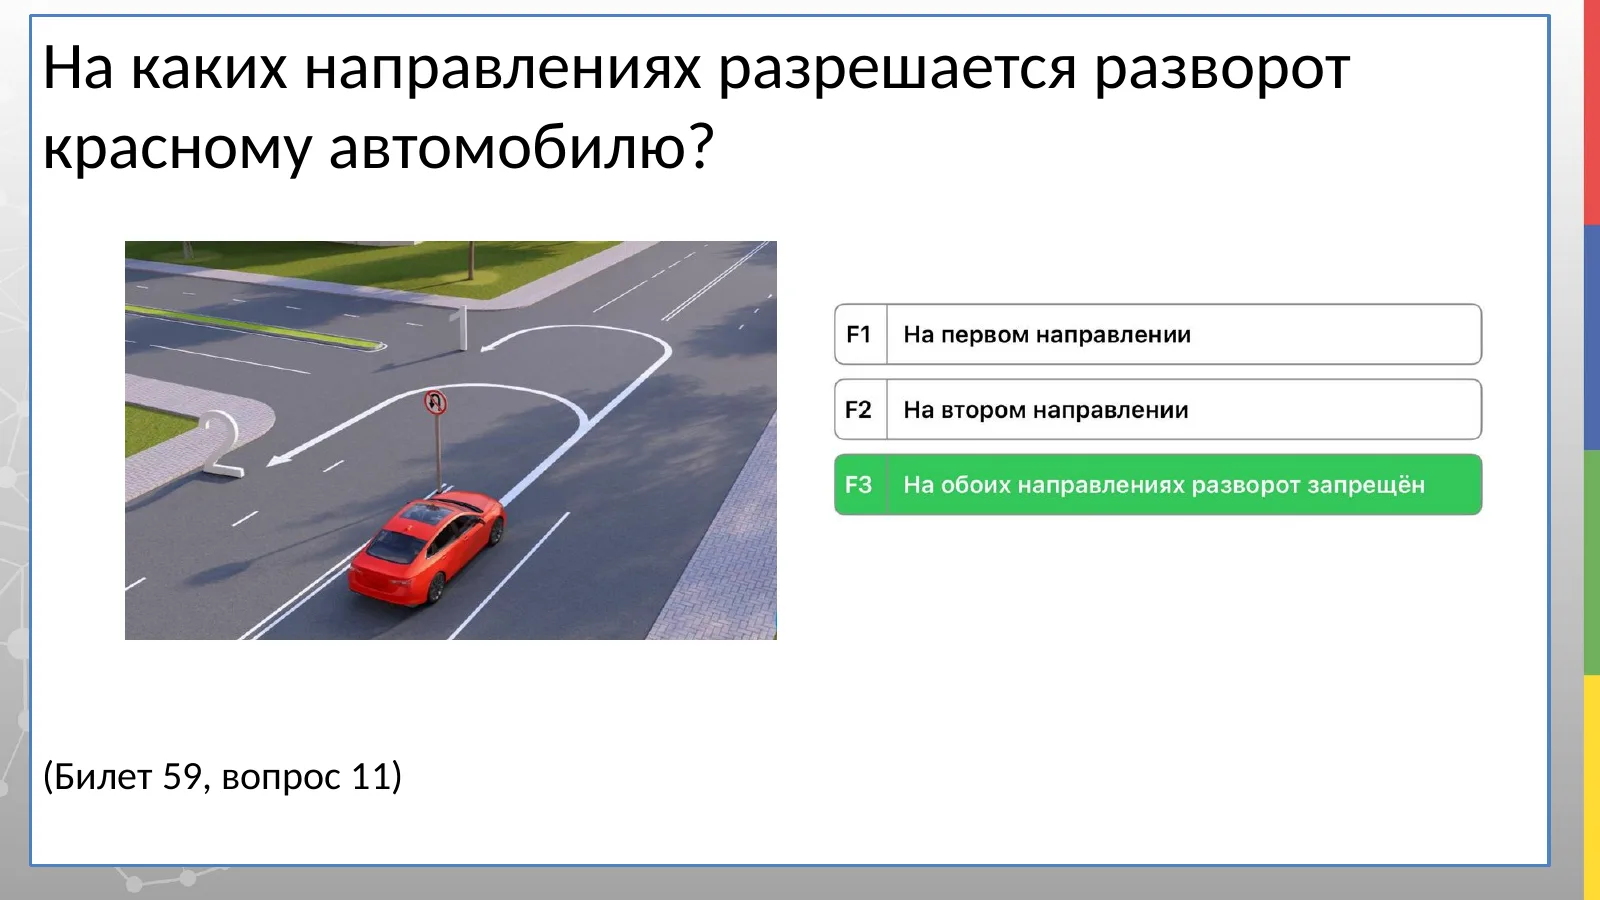 На каких направлениях разрешается разворот
красному автомобилю?
1
2
F1 На первом направлении
F2 На втором направлении
F3 На обоих направлениях разворот запрещён
(Билет 59, вопрос 11)